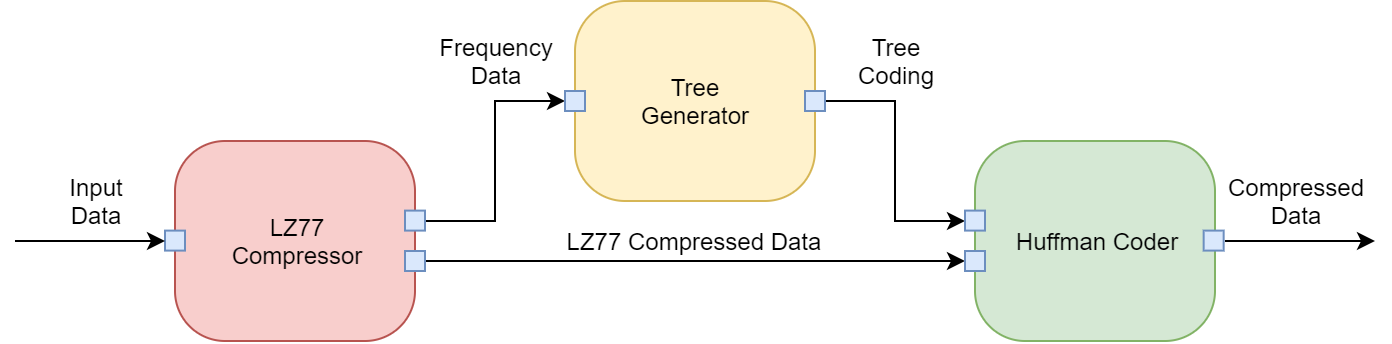 Input
Data
LZ77
Compressor
Frequency
Data
Tree
Generator
Tree
Coding
LZ77 Compressed Data
Huffman Coder
Compressed
Data